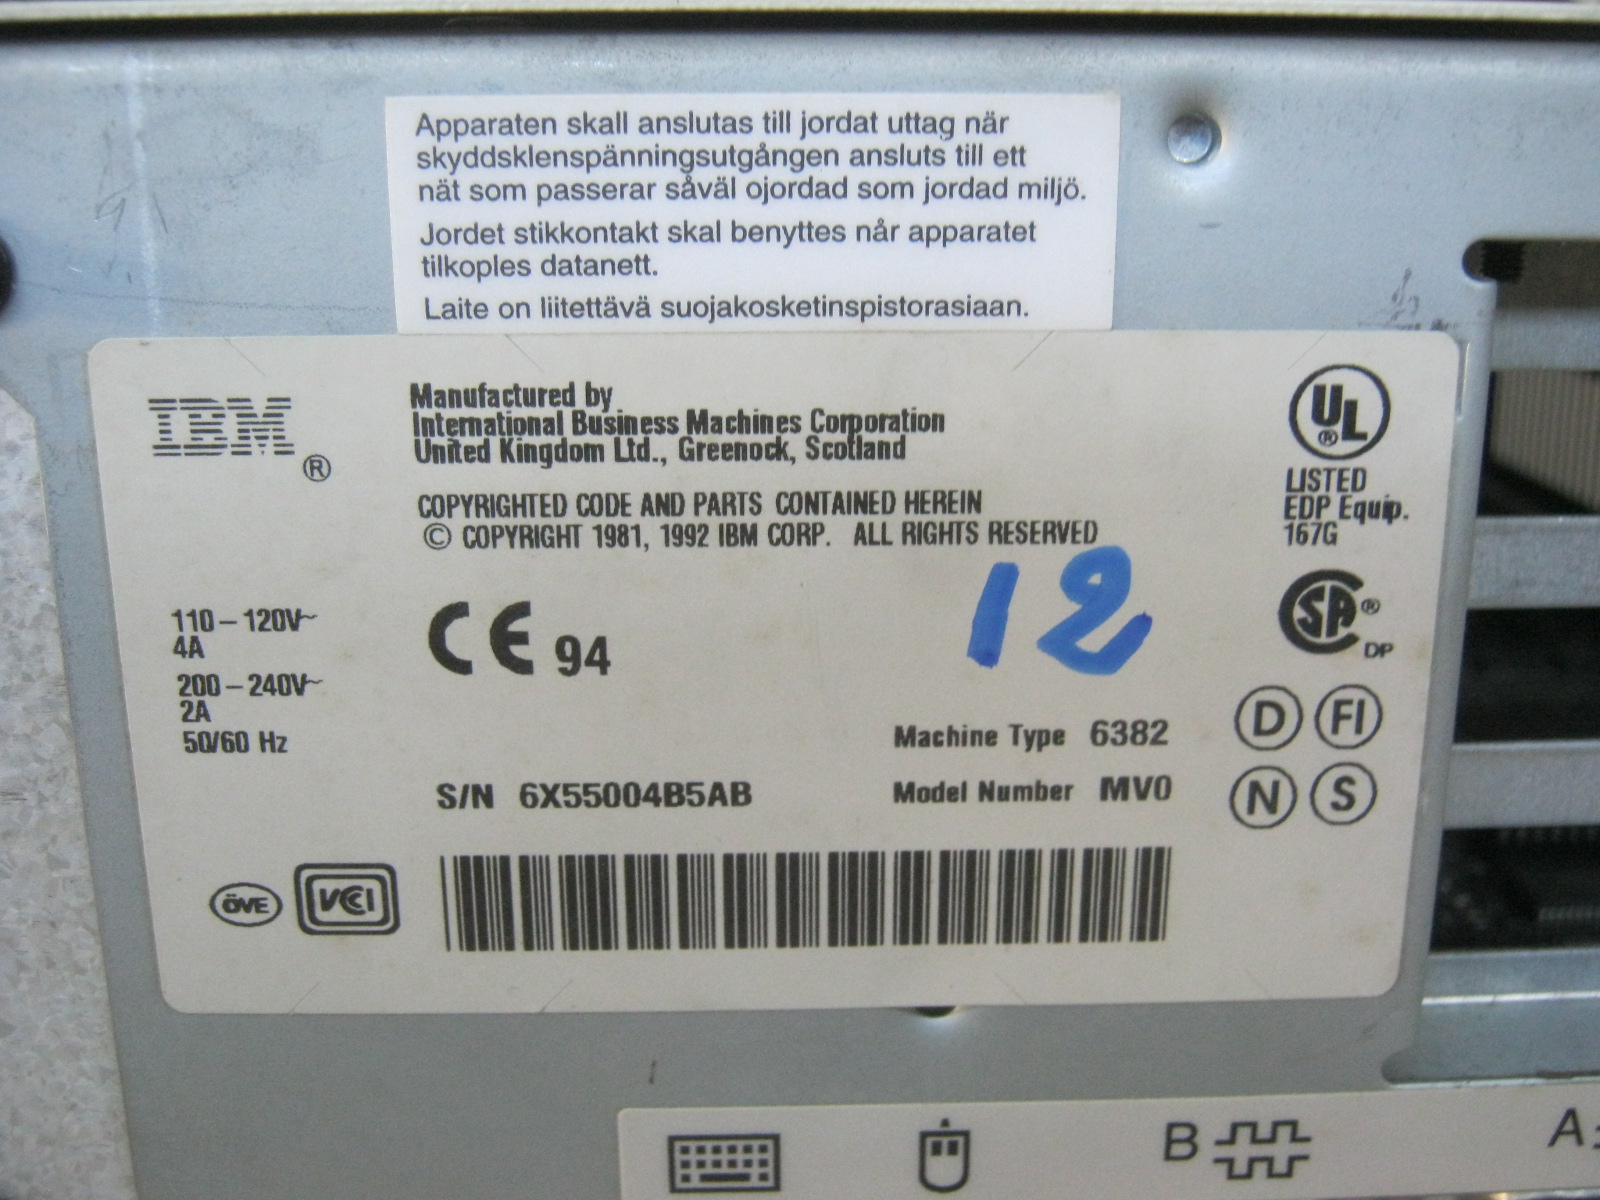 Apparaten skall anslutas till jordat uttag när
skyddsklenspänningsutgången ansluts till ett
nät som passerar såväl ojordad som jordad miljö.
Jordet stikkontakt skal benyttes når apparatet
tilkoples datanett.
Laite on liitettävä suojakosketinspistorasiaan.
IBM®
Manufactured by
International Business Machines Corporation
United Kingdom Ltd., Greenock, Scotland
COPYRIGHTED CODE AND PARTS CONTAINED HEREIN
© COPYRIGHT 1981, 1992 IBM CORP. ALL RIGHTS RESERVED
UL®
LISTED
EDP Equip.
167G
110–120V~
4A
200–240V~
2A
50/60 Hz
CE 94
12
SA®
DP
Machine Type 6382
Model Number MV0
D FI
N S
S/N 6X55004B5AB
ÖVE
VCCI
B
A